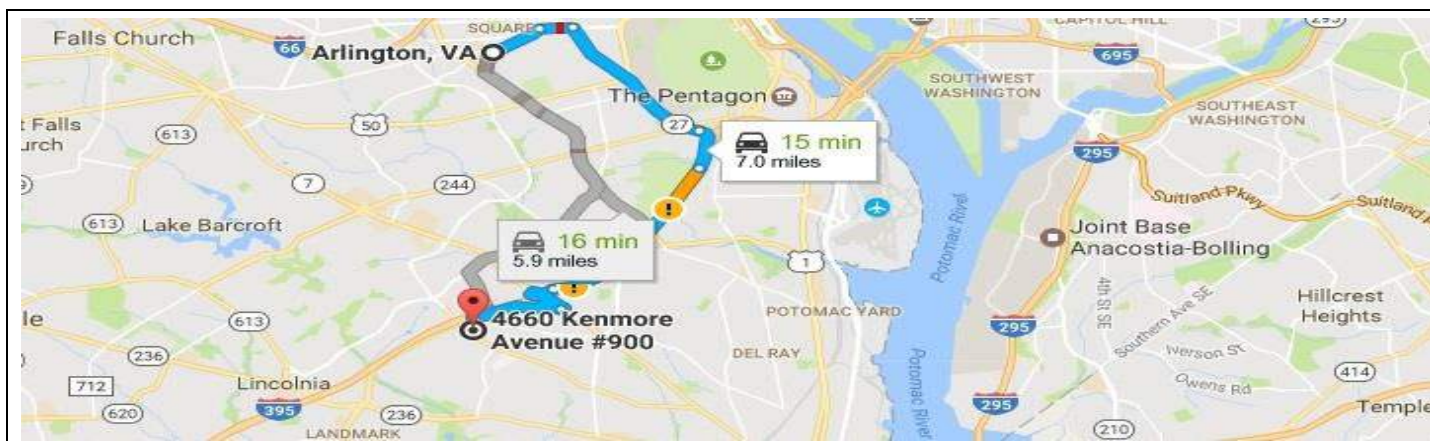 SQUARE
CAPITOL HILL
295
Falls Church
66
Arlington, VA
695
SOUTHWEST
WASHINGTON
The Pentagon
SOUTHEAST
WASHINGTON
t Falls
urch
613
50
27
15 min
7.0 miles
295
7
244
Suitland Pkwy
Suitland P
613
Lake Barcroft
16 min
5.9 miles
Potomac River
Joint Base
Anacostia-Bolling
1
4th St SE
Southern Ave SE
Hillcrest
Heights
le
613
4660 Kenmore
Avenue #900
POTOMAC YARD
295
236
DEL RAY
Potomac River
Iverson St
Owens Rd
414
712
Lincolnia
620
395
236
LANDMARK
295
210
Temple